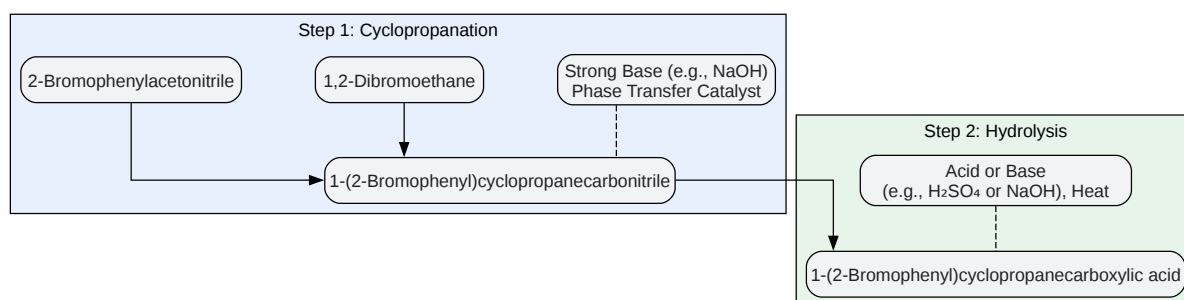 Step 1: Cyclopropanation
2-Bromophenylacetonitrile
1,2-Dibromoethane
Strong Base (e.g., NaOH)
Phase Transfer Catalyst
1-(2-Bromophenyl)cyclopropanecarbonitrile
Step 2: Hydrolysis
Acid or Base
(e.g., H₂SO₄ or NaOH), Heat
1-(2-Bromophenyl)cyclopropanecarboxylic acid